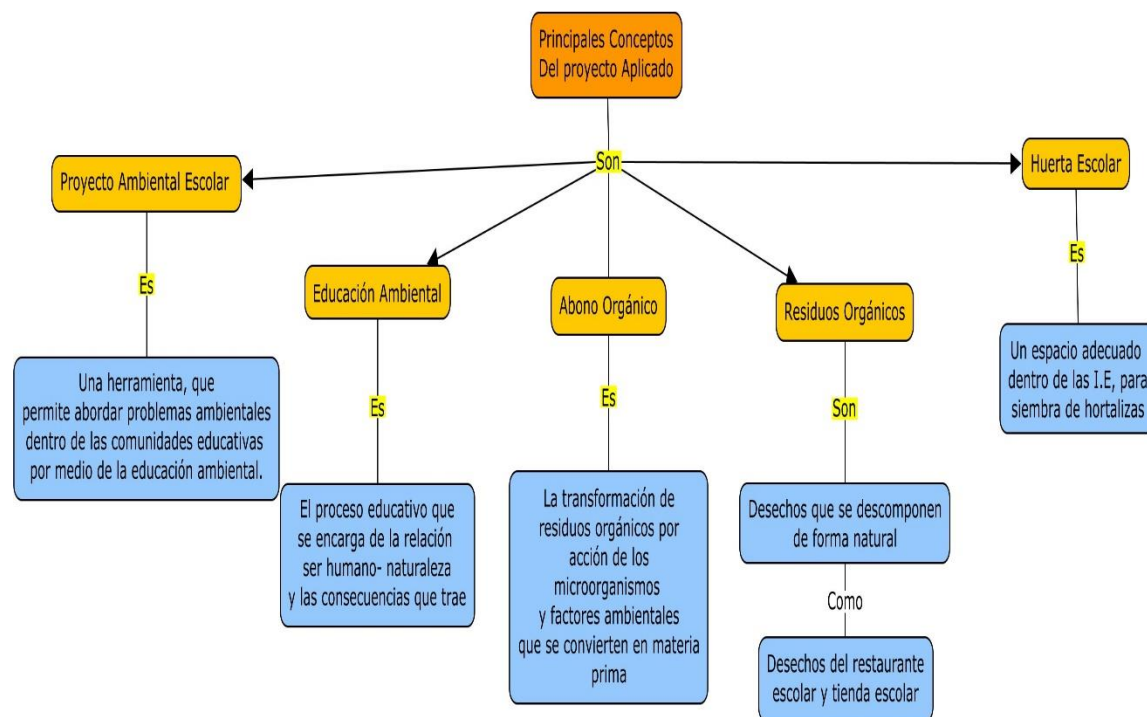 Principales Conceptos
Del proyecto Aplicado
Son
Proyecto Ambiental Escolar
Es
Una herramienta, que
permite abordar problemas ambientales
dentro de las comunidades educativas
por medio de la educación ambiental.
Educación Ambiental
Es
El proceso educativo que
se encarga de la relación
ser humano- naturaleza
y las consecuencias que trae
Abono Orgánico
Es
La transformación de
residuos orgánicos por
acción de los
microorganismos
y factores ambientales
que se convierten en materia
prima
Residuos Orgánicos
Son
Desechos que se descomponen
de forma natural
Como
Desechos del restaurante
escolar y tienda escolar
Huerta Escolar
Es
Un espacio adecuado
dentro de las I.E, para
siembra de hortalizas